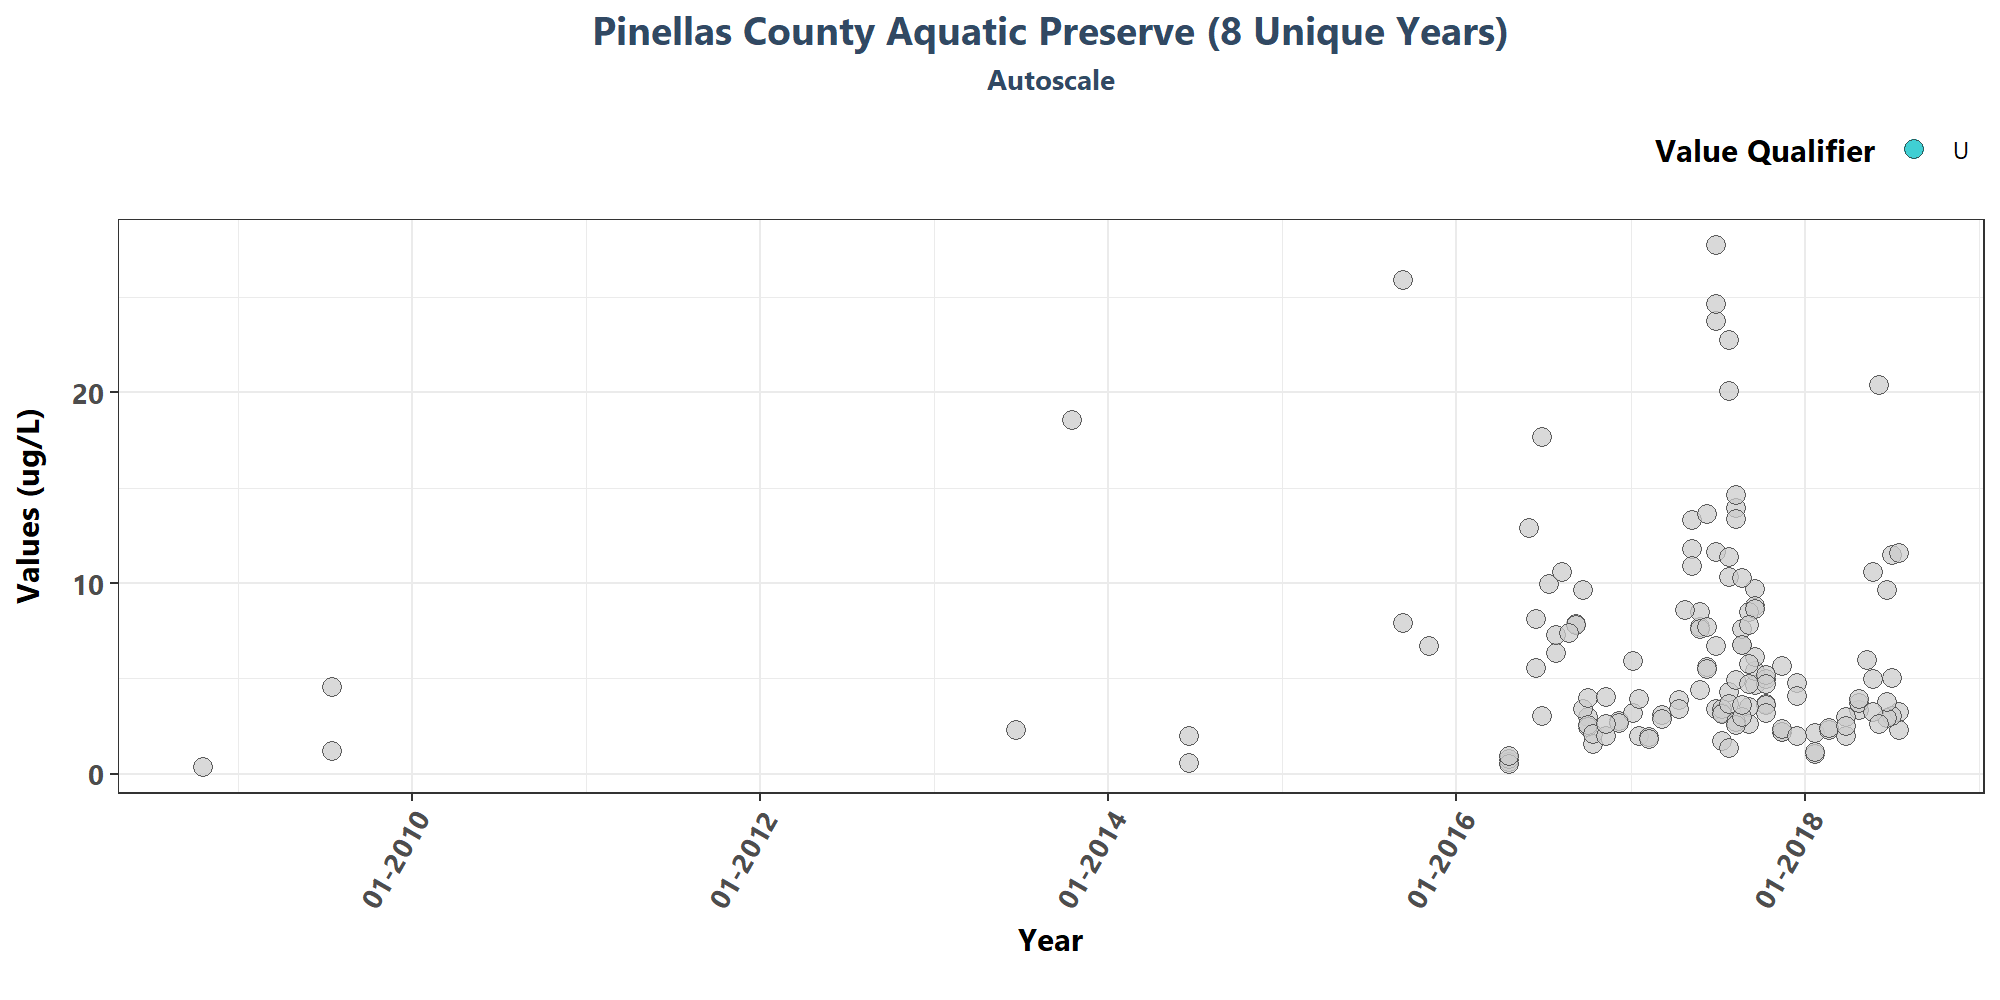 Pinellas County Aquatic Preserve (8 Unique Years)
Autoscale
Value Qualifier U
Values (ug/L)
20
10
0
01-2010
01-2012
01-2014
01-2016
01-2018
Year